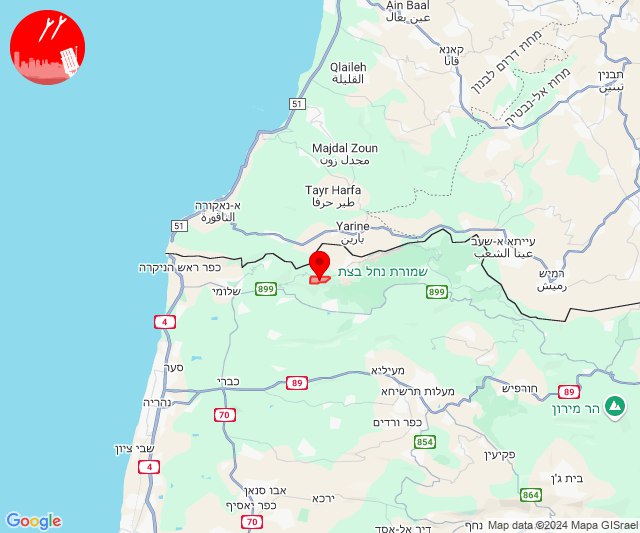 Ain Baal
עין בעאל
קאנא
قانا
מחוז דרום לבנון
תבנין
تبنين
מחוז אל-נבטיה
Qlaileh
القليلة
51
Majdal Zoun
مجدل زون
Tayr Harfa
طير حرفا
א-נאקורה
الناقورة
51
Yarine
يارين
עייתא א-שעב
عيتا الشعب
רמיש
رميش
כפר ראש הניקרה
שמורת נחל בצת
שלומי
899
899
4
סער
מעיליא
כברי
89
מעלות תרשיחא
חורפיש
89
הר מירון
נהריה
70
כפר ורדים
854
שבי ציון
4
פקיעין
בית ג'ן
אבו סנאן
ירכא
864
כפר יאסיף
70
דיר אל-אסד
נחף
Google
Map data ©2024 Mapa GISrael